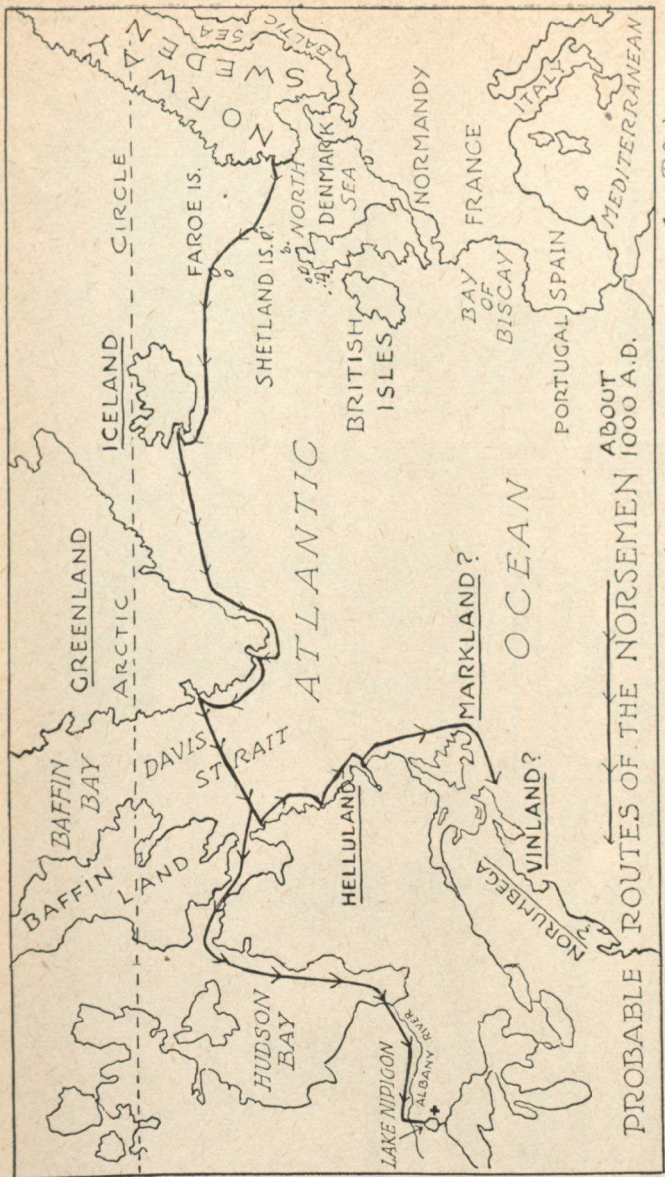 NORWAY
SWEDEN
BALTIC
SEA
CIRCLE
FAROE IS.
SHETLAND IS.
NORTH
SEA
DENMARK
ICELAND
GREENLAND
ARCTIC
BAFFIN
BAY
BAFFIN
LAND
DAVIS
STRAIT
ATLANTIC
OCEAN
BRITISH
ISLES
NORMANDY
FRANCE
BAY
OF
BISCAY
PORTUGAL
SPAIN
ITALY
MEDITERRANEAN
HUDSON
BAY
HELLULAND
MARKLAND?
VINLAND?
NORUMBEGA
LAKE NIPIGON
ALBANY RIVER
PROBABLE ROUTES OF THE NORSEMEN ABOUT
1000 A.D.